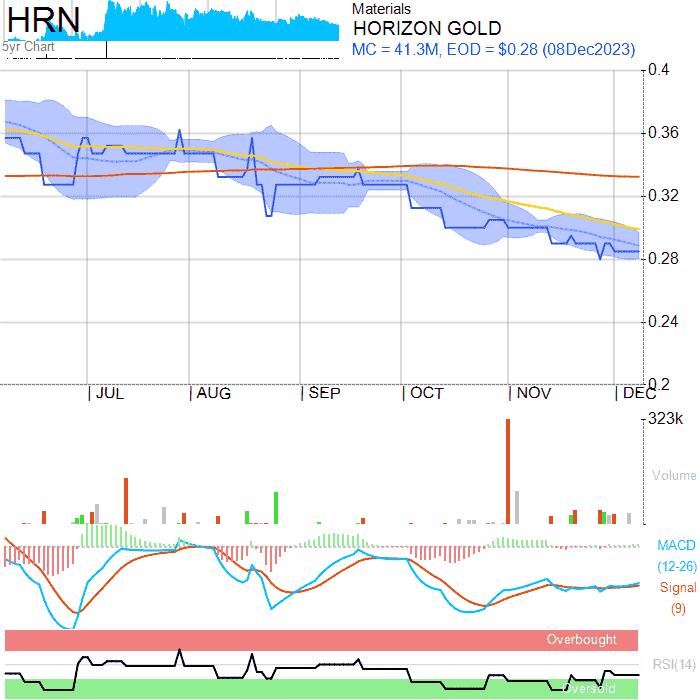 HRN
5yr Chart
Materials
HORIZON GOLD
MC = 41.3M, EOD = $0.28 (08Dec2023)
0.4
0.36
0.32
0.28
0.24
0.2
JUL AUG SEP OCT NOV DEC
323k
Volume
MACD
(12-26)
Signal
(9)
Overbought
RSI(14)
Oversold